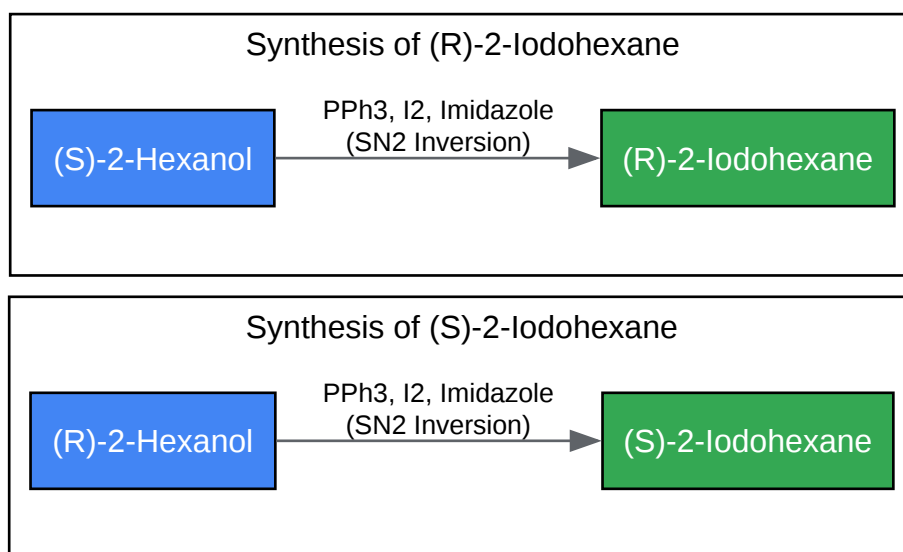 Synthesis of (R)-2-Iodohexane
PPh3, I2, Imidazole
(SN2 Inversion)
(S)-2-Hexanol
(R)-2-Iodohexane
Synthesis of (S)-2-Iodohexane
PPh3, I2, Imidazole
(SN2 Inversion)
(R)-2-Hexanol
(S)-2-Iodohexane